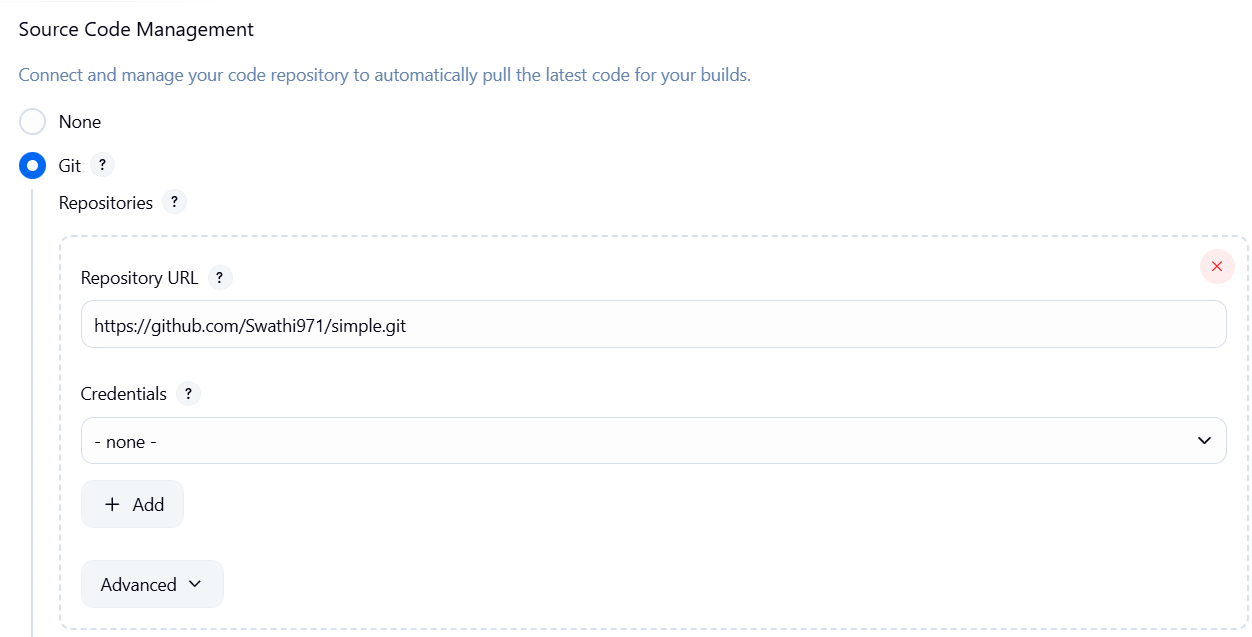 Source Code Management
Connect and manage your code repository to automatically pull the latest code for your builds.
None
Git ?
Repositories ?
Repository URL ?
https://github.com/Swathi971/simple.git
Credentials ?
- none -
+ Add
Advanced